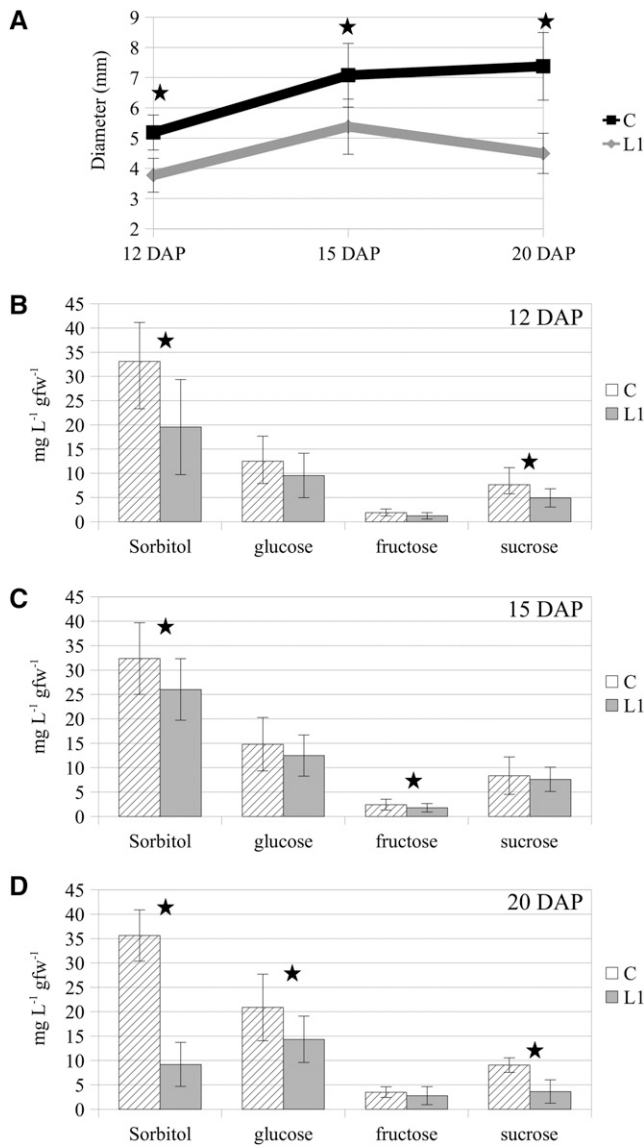 A
Diameter (mm)
9
8
7
6
5
4
3
2
12 DAP 15 DAP 20 DAP
C
L1
B
12 DAP
mg L⁻¹ gfw⁻¹
45
40
35
30
25
20
15
10
5
0
Sorbitol glucose fructose sucrose
C
L1
C
15 DAP
mg L⁻¹ gfw⁻¹
45
40
35
30
25
20
15
10
5
0
Sorbitol glucose fructose sucrose
C
L1
D
20 DAP
mg L⁻¹ gfw⁻¹
45
40
35
30
25
20
15
10
5
0
Sorbitol glucose fructose sucrose
C
L1